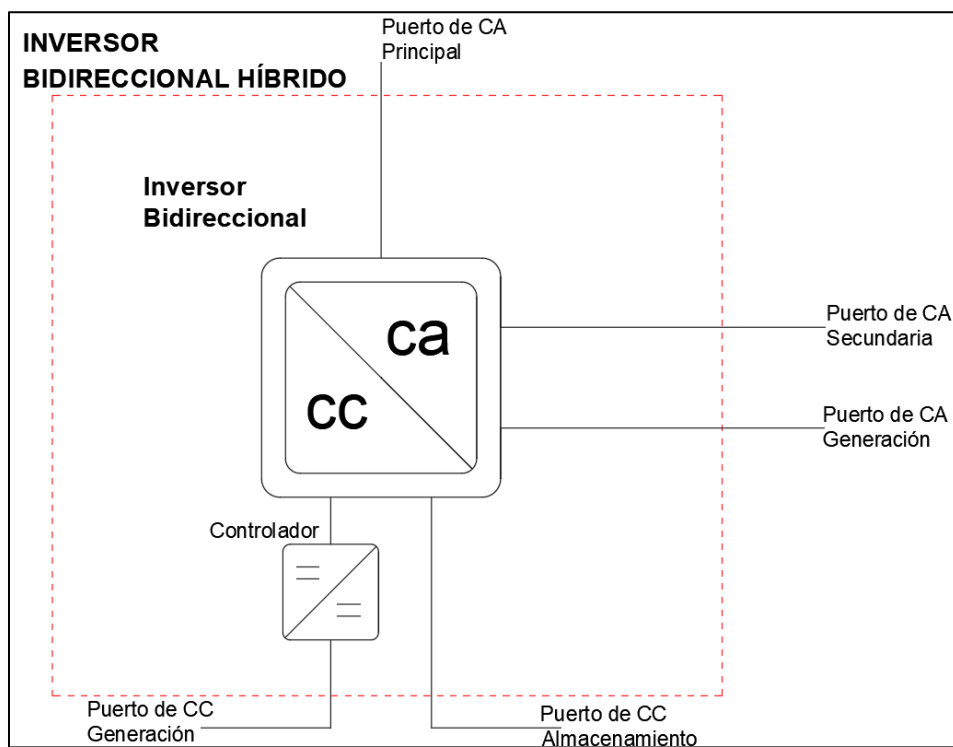 INVERSOR
BIDIRECCIONAL HÍBRIDO
Puerto de CA
Principal
Inversor
Bidireccional
ca
cc
Puerto de CA
Secundaria
Puerto de CA
Generación
Controlador
Puerto de CC
Generación
Puerto de CC
Almacenamiento